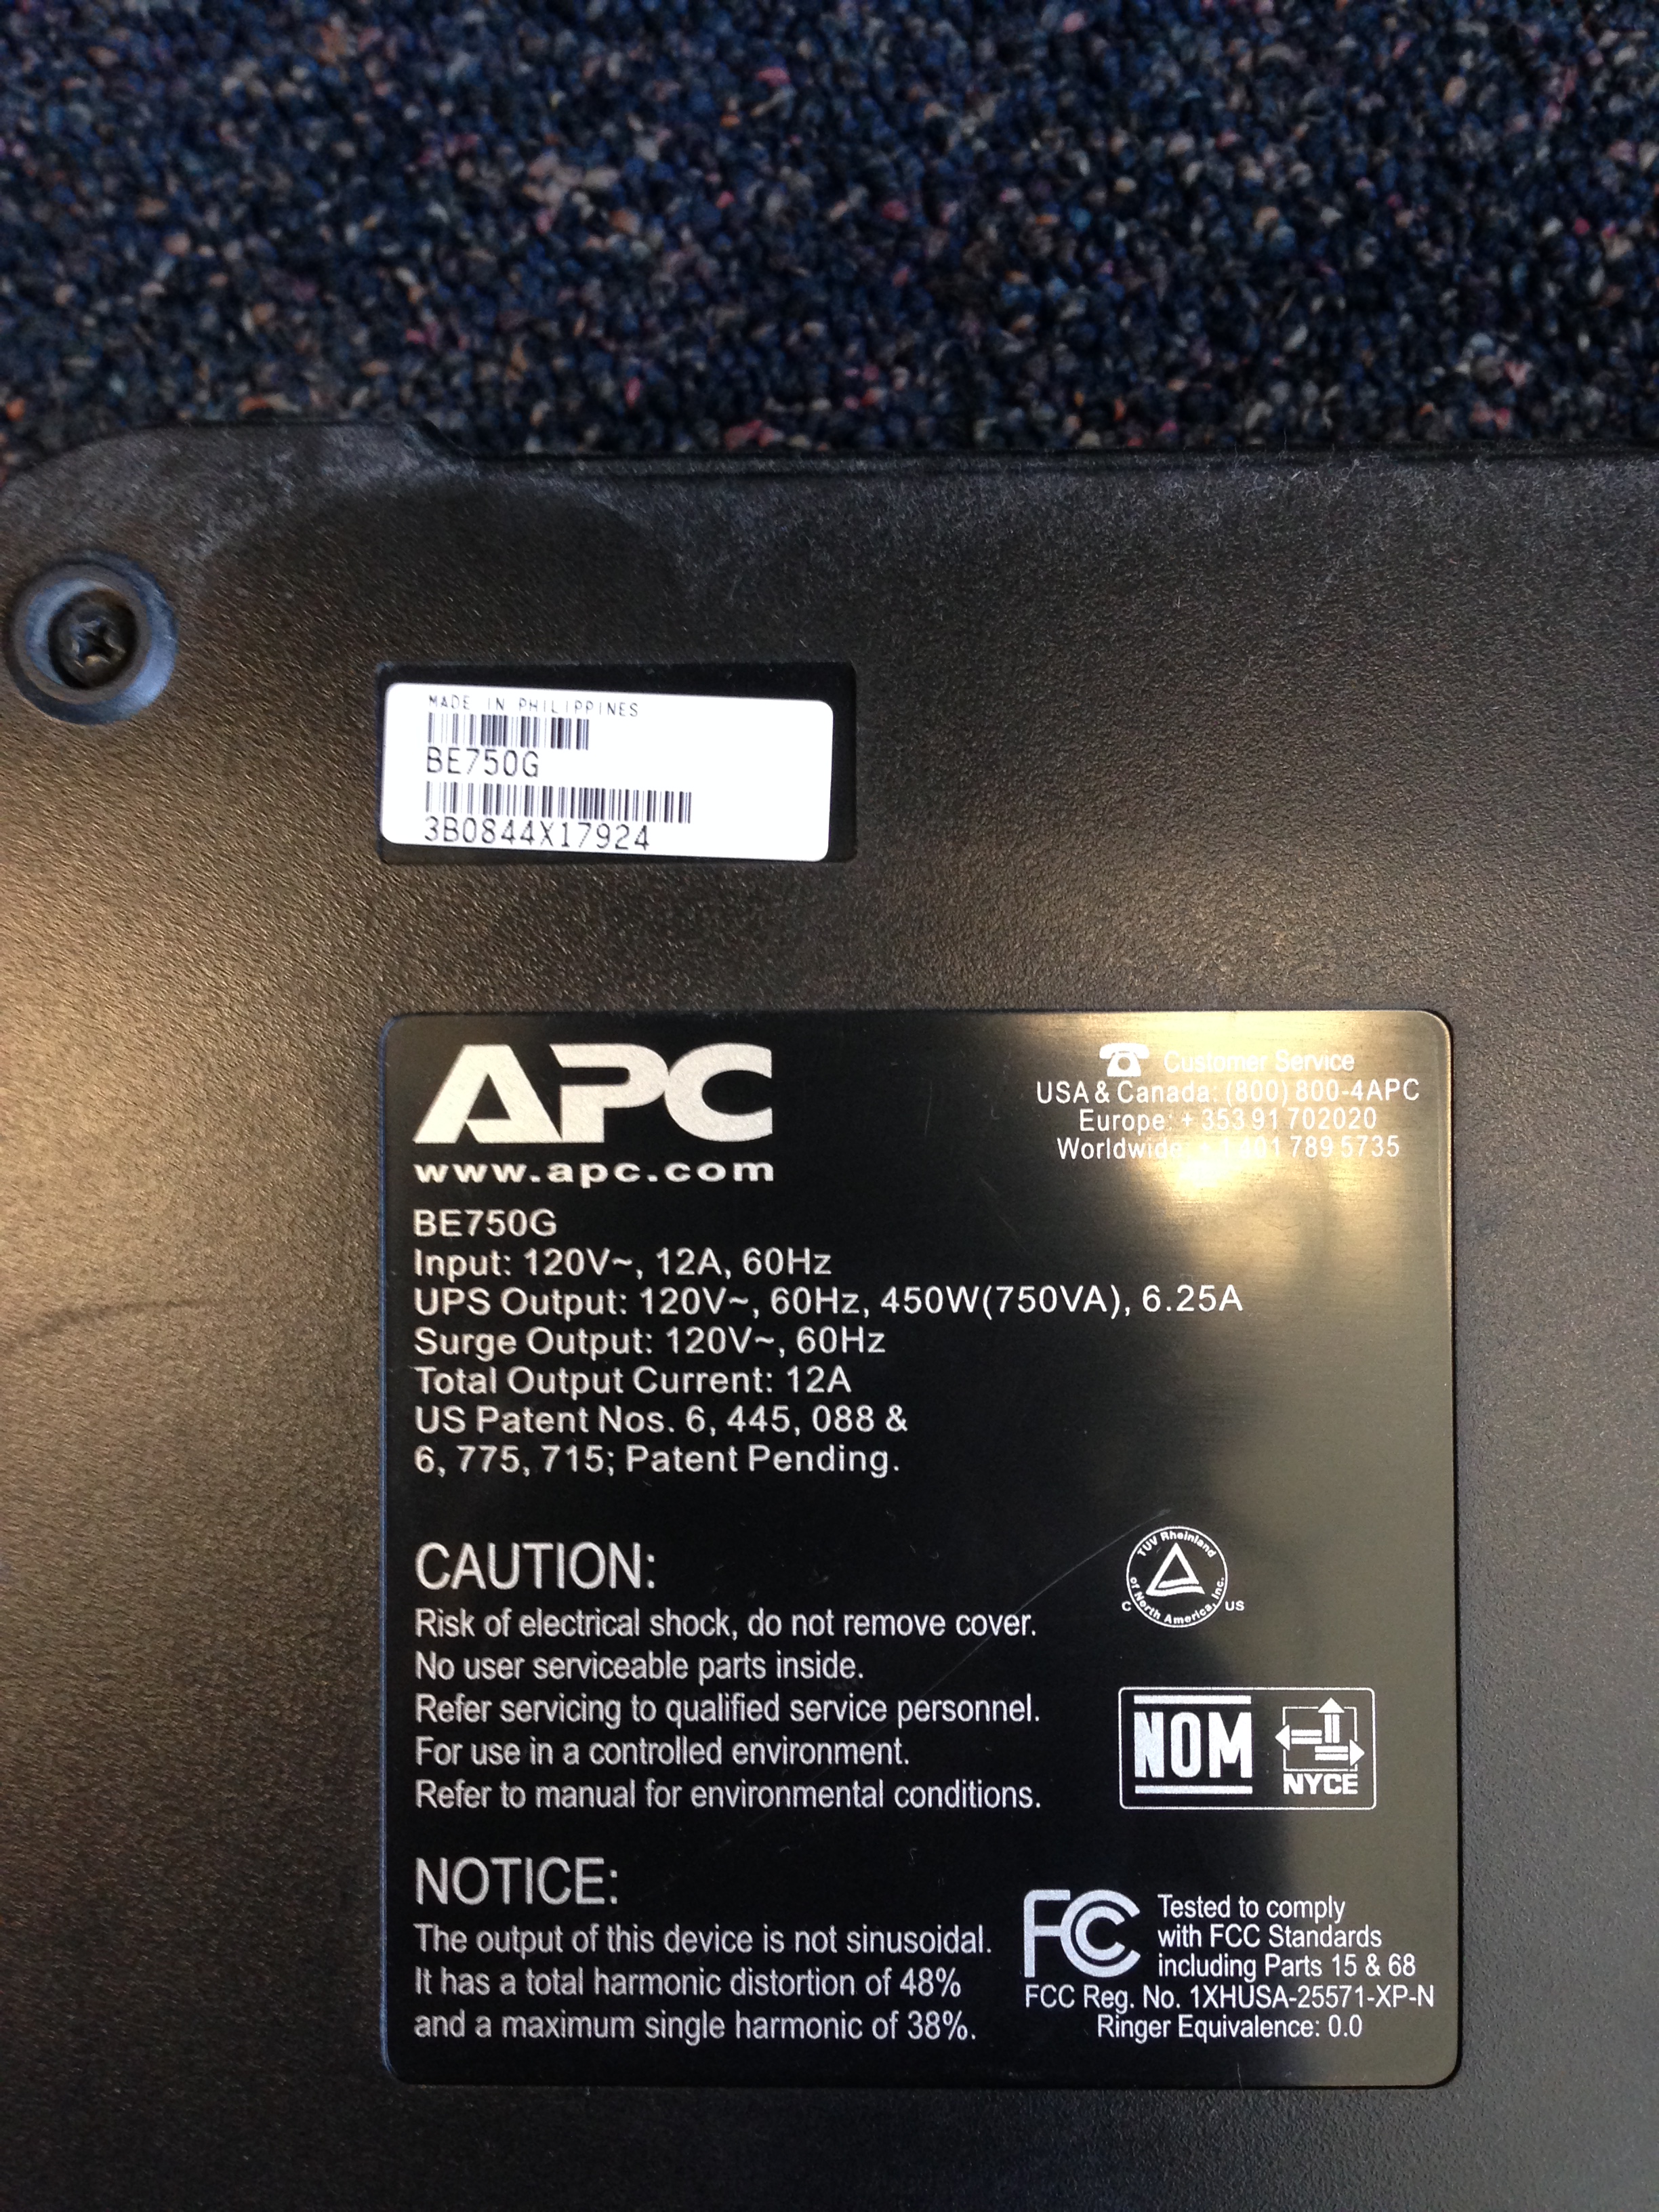 MADE IN PHILIPPINES
BE750G
3B0844X17924
APC
www.apc.com
Customer Service
USA & Canada: (800) 800-4APC
Europe: + 353 91 702020
Worldwide: + 1 401 789 5735
BE750G
Input: 120V~, 12A, 60Hz
UPS Output: 120V~, 60Hz, 450W(750VA), 6.25A
Surge Output: 120V~, 60Hz
Total Output Current: 12A
US Patent Nos. 6, 445, 088 &
6, 775, 715; Patent Pending.
CAUTION:
Risk of electrical shock, do not remove cover.
No user serviceable parts inside.
Refer servicing to qualified service personnel.
For use in a controlled environment.
Refer to manual for environmental conditions.
TÜV Rheinland
of North America, Inc.
C US
NOM
NYCE
NOTICE:
The output of this device is not sinusoidal.
It has a total harmonic distortion of 48%
and a maximum single harmonic of 38%.
FC
Tested to comply
with FCC Standards
including Parts 15 & 68
FCC Reg. No. 1XHUSA-25571-XP-N
Ringer Equivalence: 0.0